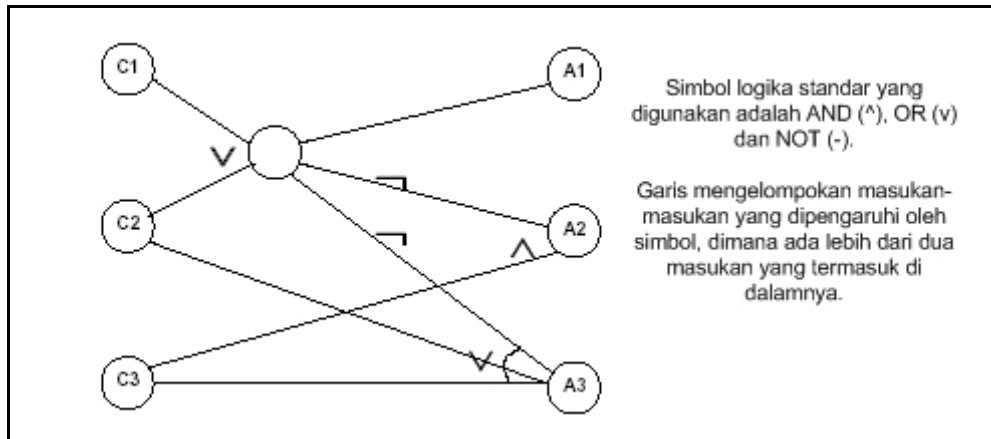 C1
A1
Simbol logika standar yang
digunakan adalah AND (^), OR (v)
dan NOT (-).
V
¬
Garis mengelompokan masukan-
masukan yang dipengaruhi oleh
simbol, dimana ada lebih dari dua
masukan yang termasuk di
dalamnya.
C2
A2
¬
^
V
C3
A3